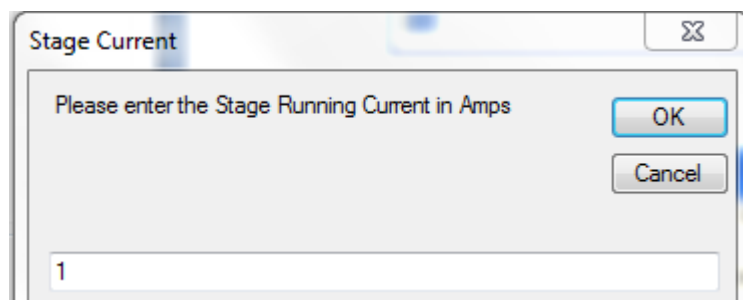 Stage Current
Please enter the Stage Running Current in Amps
OK
Cancel
1